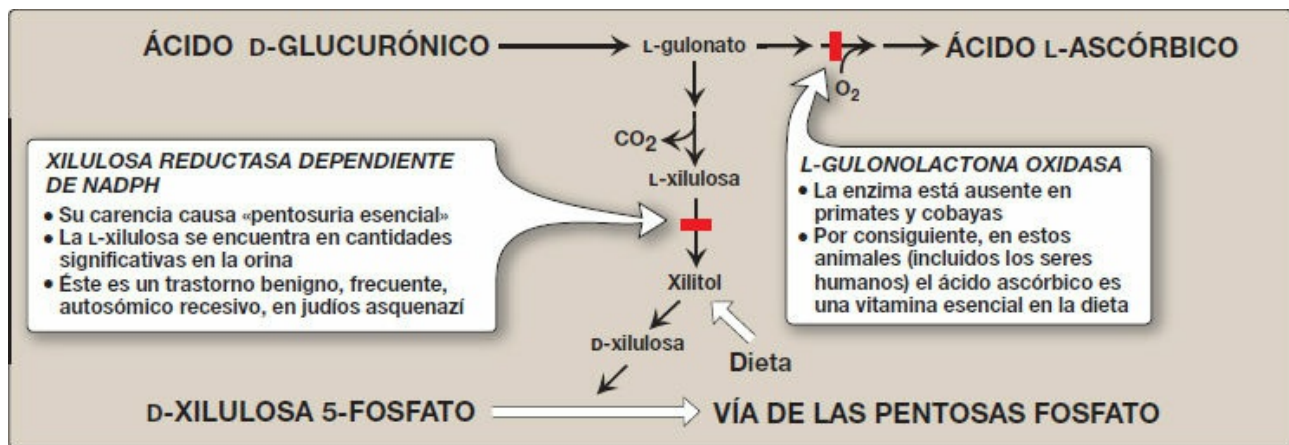 ÁCIDO D-GLUCURÓNICO
L-gulonato
ÁCIDO L-ASCÓRBICO
O2
CO2
XILULOSA REDUCTASA DEPENDIENTE
DE NADPH
• Su carencia causa «pentosuria esencial»
• La L-xilulosa se encuentra en cantidades
significativas en la orina
• Éste es un trastorno benigno, frecuente,
autosómico recesivo, en judíos asquenazí
L-xilulosa
L-GULONOLACTONA OXIDASA
• La enzima está ausente en
primates y cobayas
• Por consiguiente, en estos
animales (incluidos los seres
humanos) el ácido ascórbico es
una vitamina esencial en la dieta
Xilitol
D-xilulosa
Dieta
D-XILULOSA 5-FOSFATO
VÍA DE LAS PENTOSAS FOSFATO